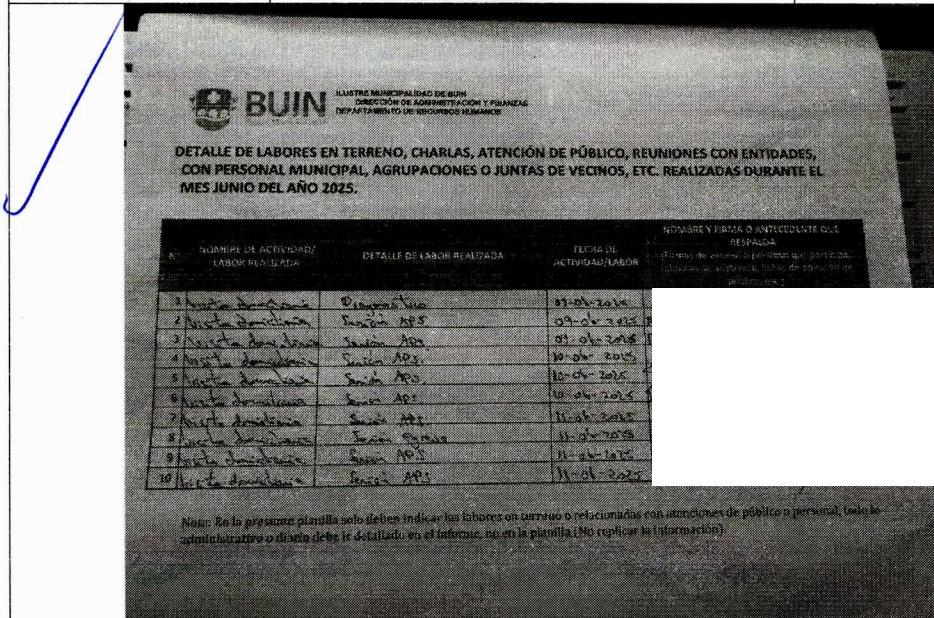 BUIN
ILUSTRE MUNICIPALIDAD DE BUIN
DIRECCIÓN DE ADMINISTRACIÓN Y FINANZAS
DEPARTAMENTO DE RECURSOS HUMANOS
DETALLE DE LABORES EN TERRENO, CHARLAS, ATENCIÓN DE PÚBLICO, REUNIONES CON ENTIDADES,
CON PERSONAL MUNICIPAL, AGRUPACIONES O JUNTAS DE VECINOS, ETC. REALIZADAS DURANTE EL
MES JUNIO DEL AÑO 2025.
N° NOMBRE DE ACTIVIDAD/ LABOR REALIZADA DETALLE DE LABOR REALIZADA FECHA DE ACTIVIDAD/LABOR NOMBRE Y FIRMA O ANTECEDENTE QUE RESPALDA
1 Visita domiciliaria Diagnostico 09-06-2025
2 Visita domiciliaria Sesión APS 09-06-2025
3 Visita domiciliaria Sesión APS 09-06-2025
4 Visita domiciliaria Sesión APS 10-06-2025
5 Visita domiciliaria Sesión APS 10-06-2025
6 Visita domiciliaria Sesión APS 10-06-2025
7 Visita domiciliaria Sesión APS 11-06-2025
8 Visita domiciliaria Sesión 11-06-2025
9 Visita domiciliaria Sesión APS 11-06-2025
10 Visita domiciliaria Sesión APS 11-06-2025
Nota: En la presente planilla solo deben indicar las labores en terreno o relacionadas con atenciones de público o personal, todo lo
administrativo o diario debe ir detallado en el informe, no en la planilla (No replicar la información).